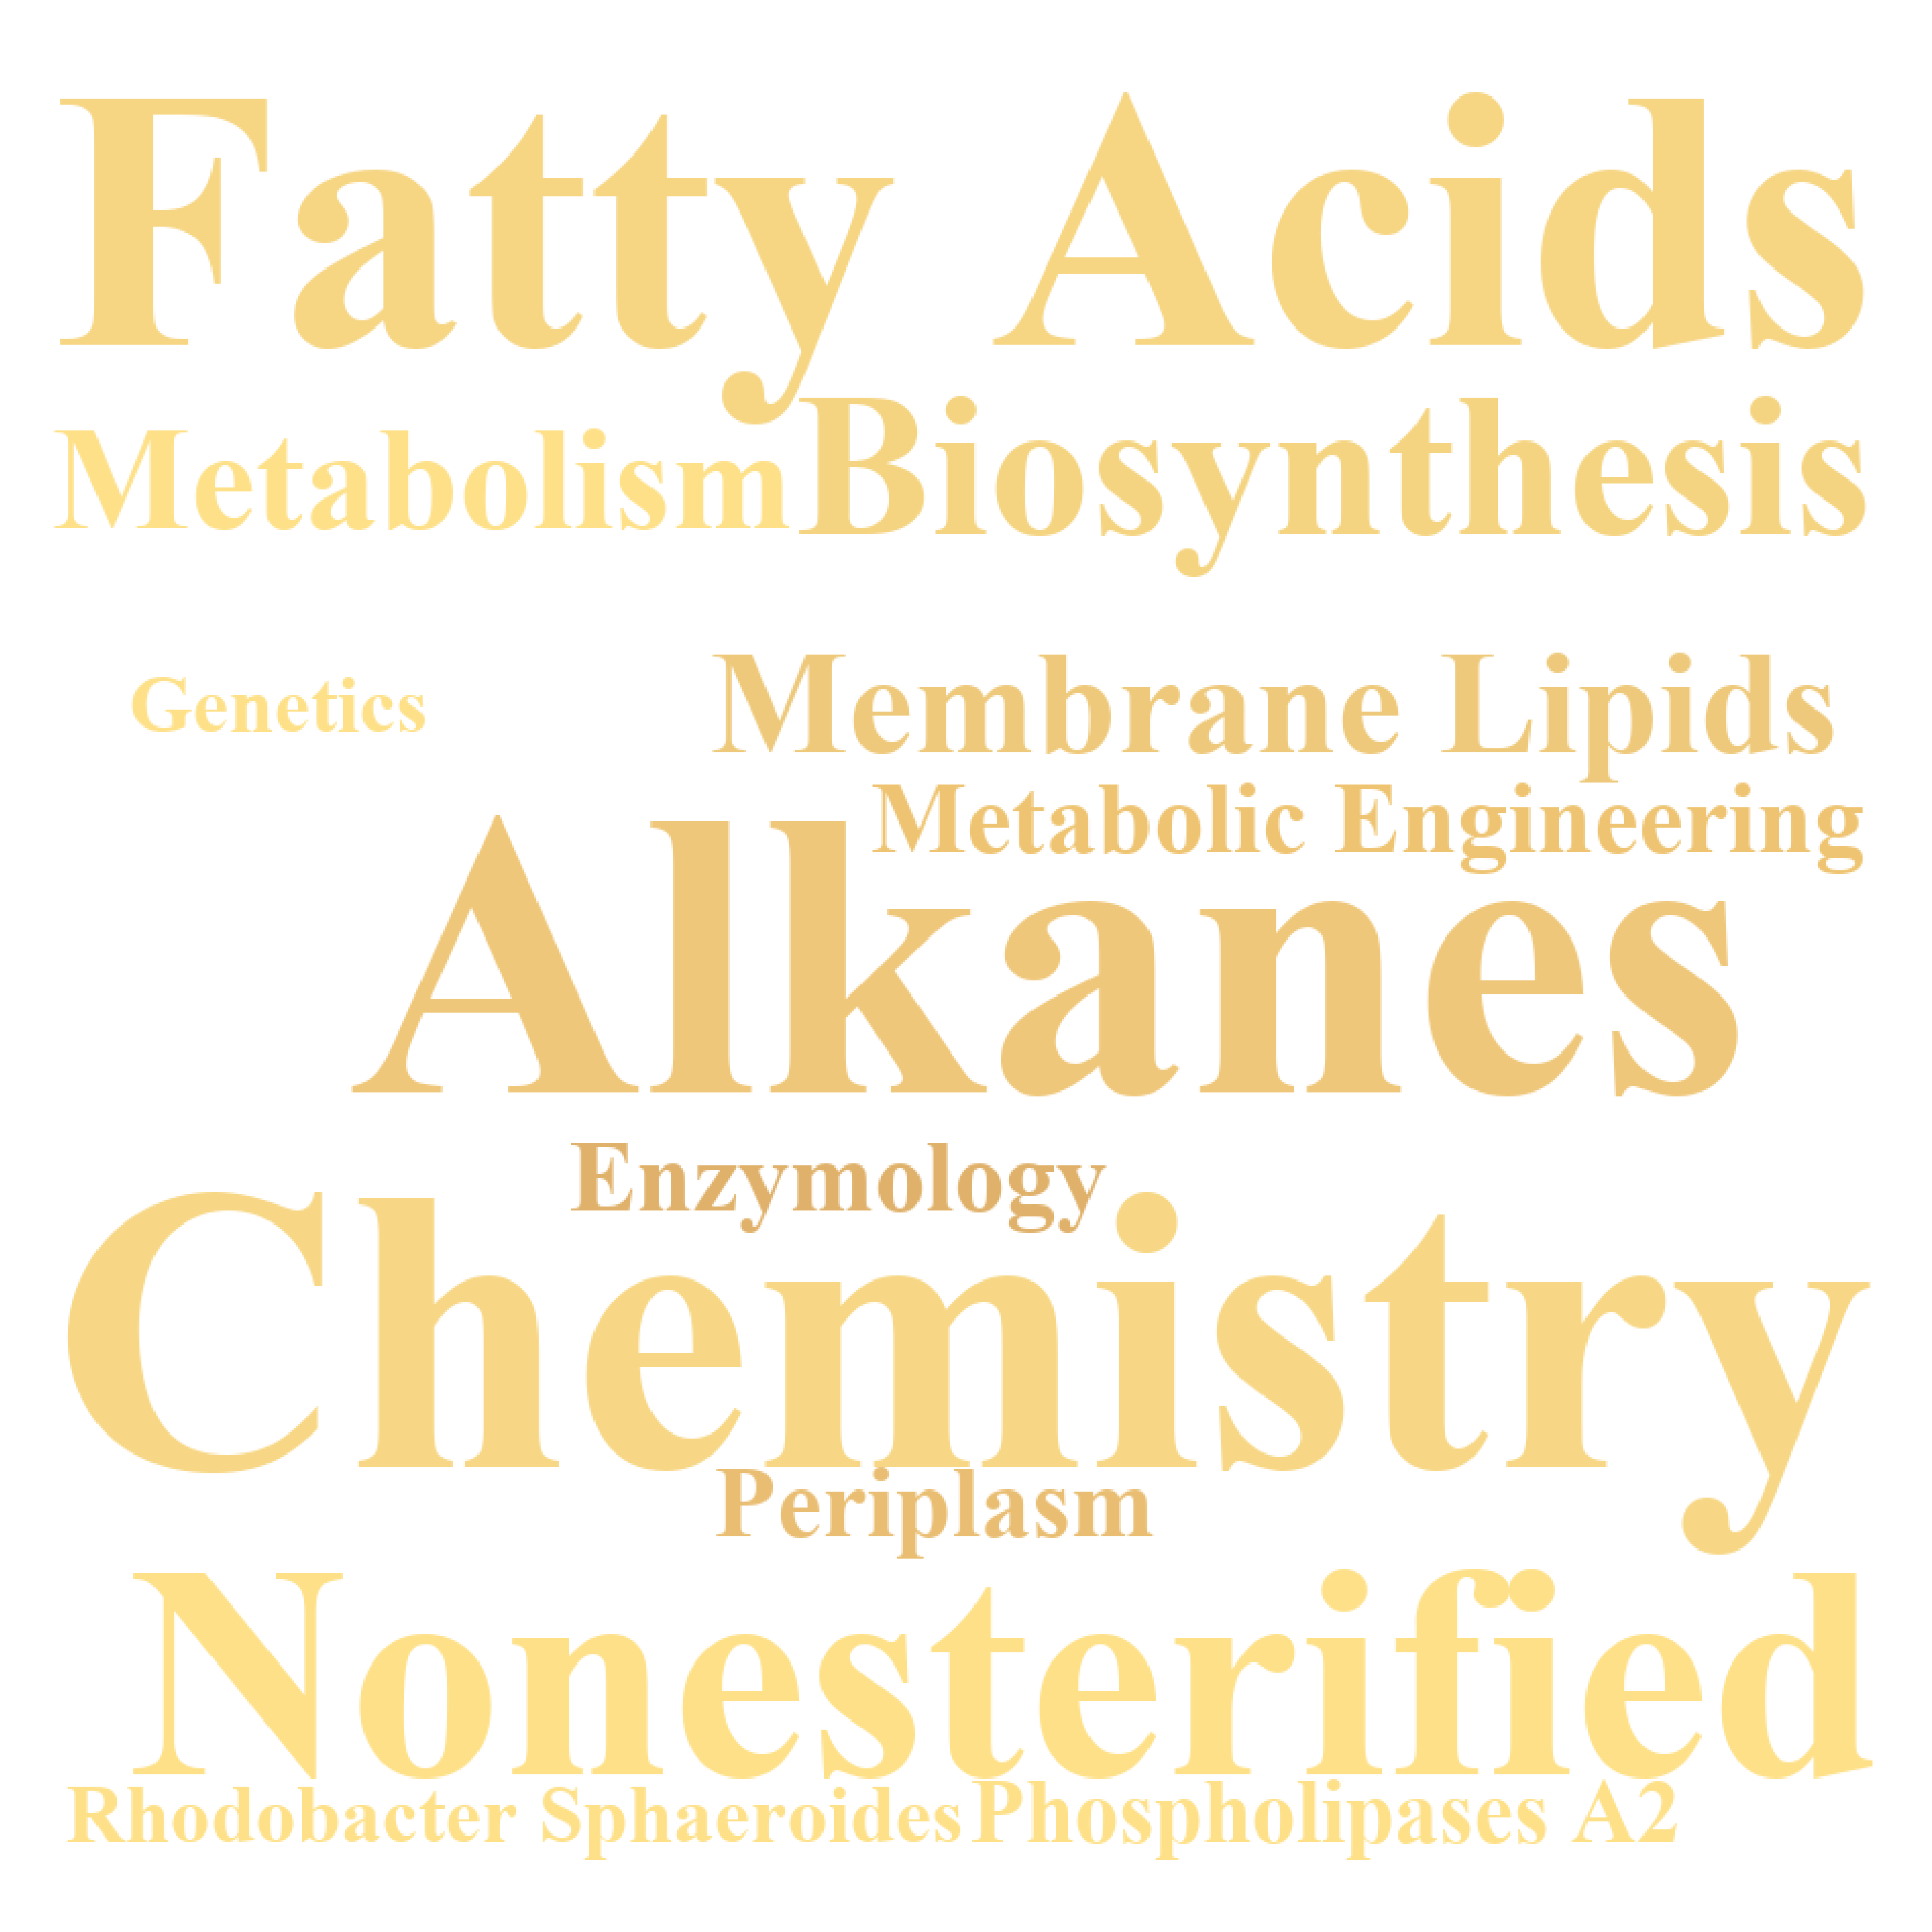 Fatty Acids
Metabolism Biosynthesis
Genetics Membrane Lipids
Metabolic Engineering
Alkanes
Enzymology
Chemistry
Periplasm
Nonesterified
Rhodobacter Sphaeroides Phospholipases A2